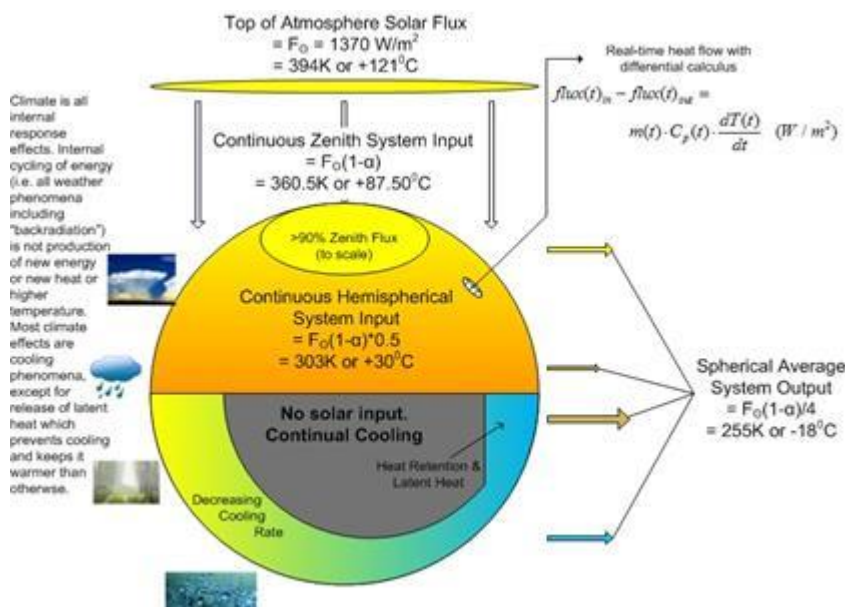 Top of Atmosphere Solar Flux
= F⊙ = 1370 W/m²
= 394K or +121⁰C
Real-time heat flow with
differential calculus
flux(t)in − flux(t)out =
m(t) · Cp(t) · dT(t)/dt (W / m²)
Climate is all
internal
response
effects. Internal
cycling of energy
(i.e. all weather
phenomena
including
"backradiation")
is not production
of new energy
or new heat or
higher
temperature.
Most climate
effects are
cooling
phenomena,
except for
release of latent
heat which
prevents cooling
and keeps it
warmer than
otherwise.
Continuous Zenith System Input
= F⊙(1-α)
= 360.5K or +87.50⁰C
>90% Zenith Flux
(to scale)
Continuous Hemispherical
System Input
= F⊙(1-α)*0.5
= 303K or +30⁰C
No solar input.
Continual Cooling
Heat Retention &
Latent Heat
Decreasing
Cooling
Rate
Spherical Average
System Output
= F⊙(1-α)/4
= 255K or -18⁰C